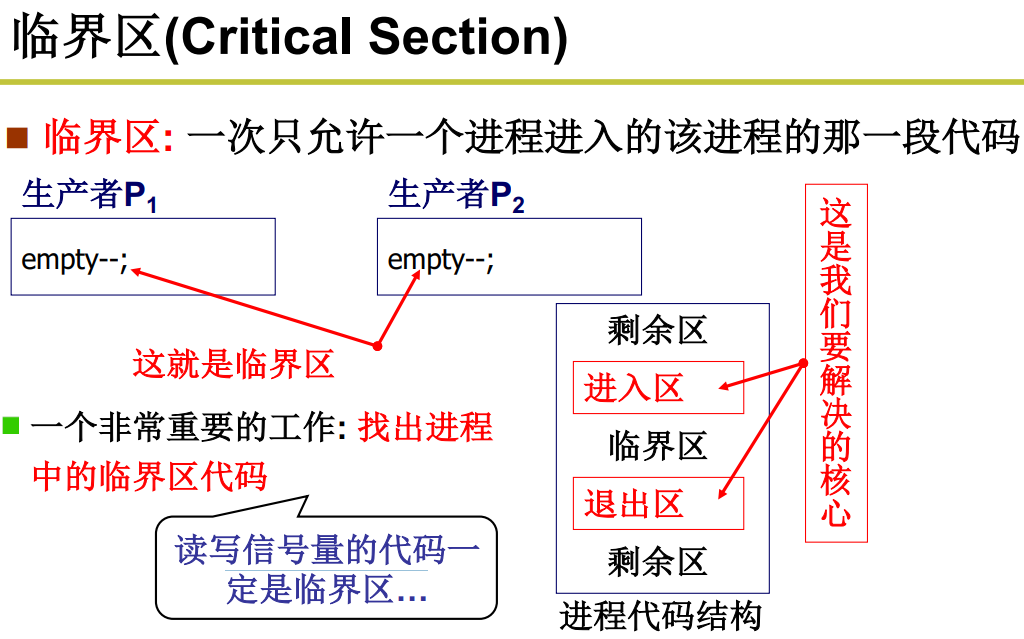 临界区(Critical Section)
临界区: 一次只允许一个进程进入的该进程的那一段代码
生产者P1
生产者P2
empty--;
empty--;
这就是临界区
一个非常重要的工作: 找出进程
中的临界区代码
读写信号量的代码一
定是临界区…
剩余区
进入区
临界区
退出区
剩余区
进程代码结构
这是我们要解决的核心